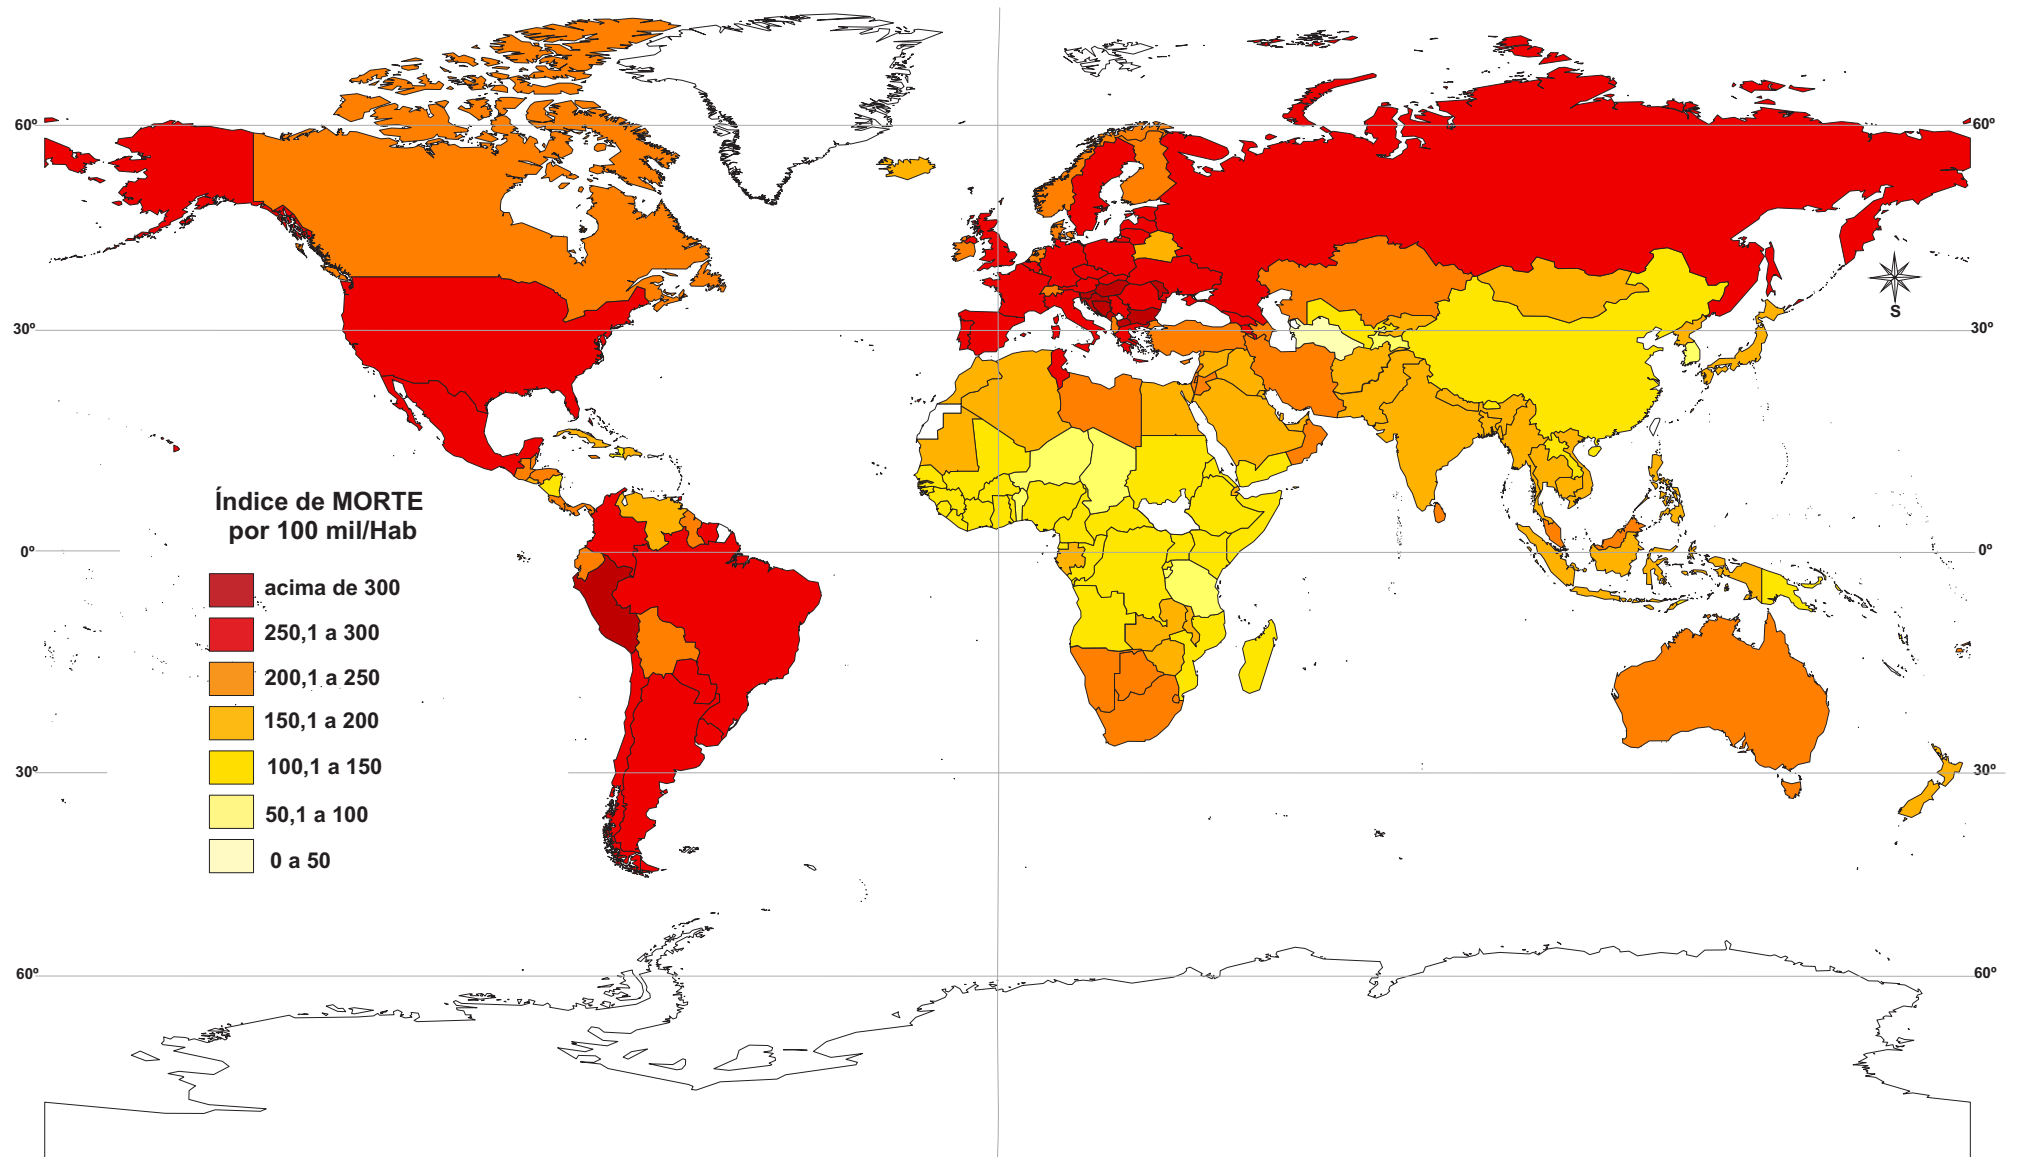 60º
60º
S
30º
30º
Índice de MORTE
por 100 mil/Hab
0º
0º
acima de 300
250,1 a 300
200,1 a 250
150,1 a 200
100,1 a 150
30º
30º
50,1 a 100
0 a 50
60º
60º